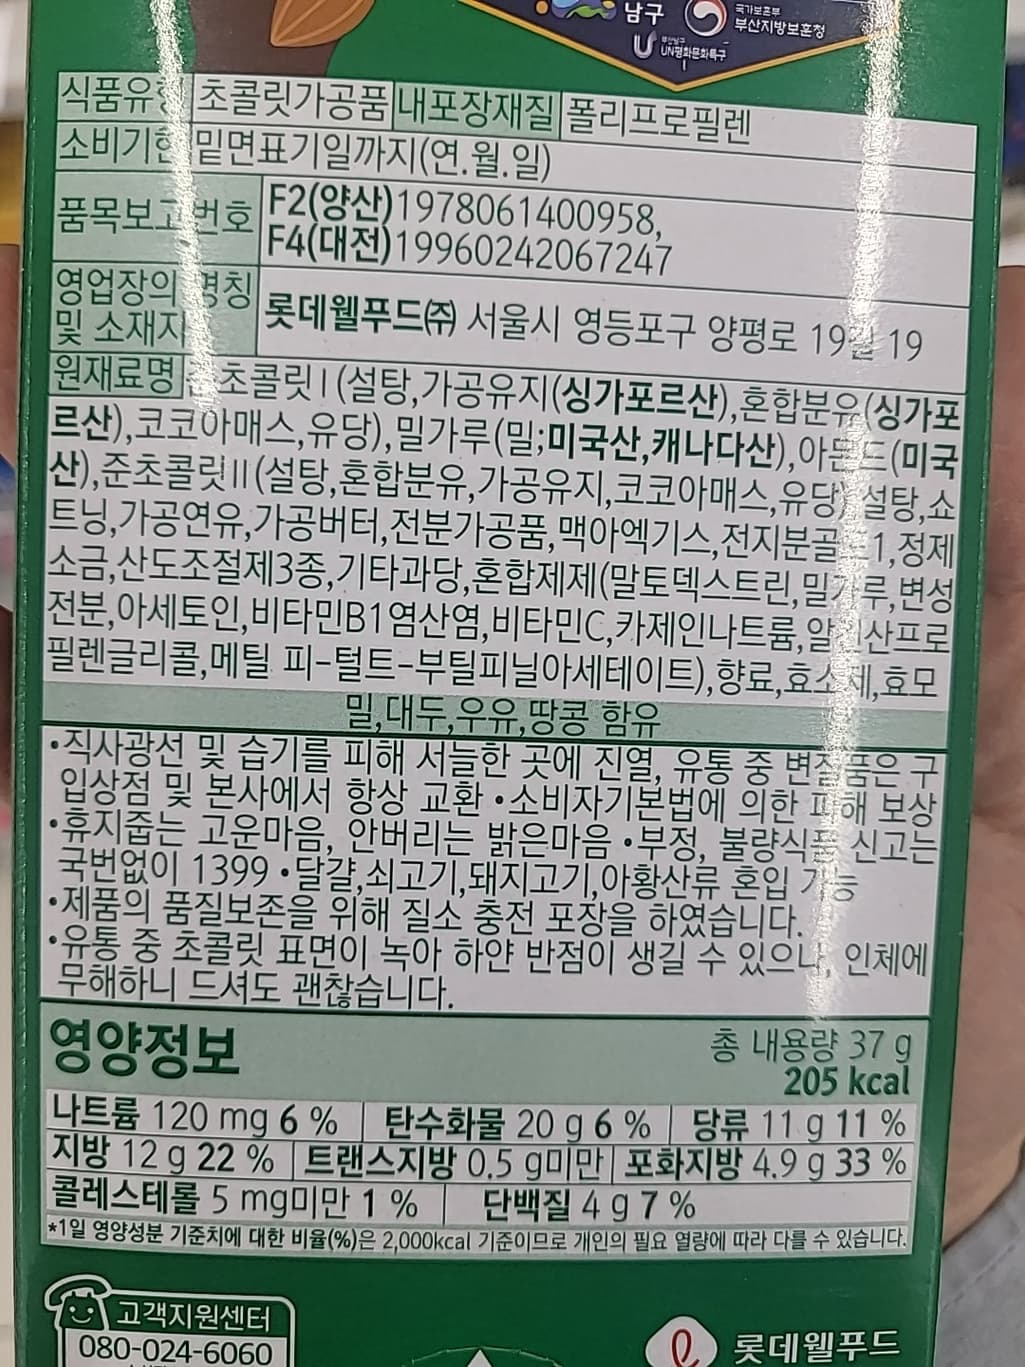 남구
국가보훈부
부산지방보훈청
부산남구
UN평화문화특구
식품유형 초콜릿가공품 내포장재질 폴리프로필렌
소비기한 밑면표기일까지(연.월.일)
품목보고번호 F2(양산)1978061400958,
F4(대전)19960242067247
영업장의 명칭
및 소재지 롯데웰푸드㈜ 서울시 영등포구 양평로 19길 19
원재료명 준초콜릿Ⅰ(설탕,가공유지(싱가포르산),혼합분유(싱가포
르산),코코아매스,유당),밀가루(밀;미국산,캐나다산),아몬드(미국
산),준초콜릿Ⅱ(설탕,혼합분유,가공유지,코코아매스,유당),설탕,쇼
트닝,가공연유,가공버터,전분가공품,맥아엑기스,전지분골드1,정제
소금,산도조절제3종,기타과당,혼합제제(말토덱스트린,밀가루,변성
전분,아세토인,비타민B1염산염,비타민C,카제인나트륨,알긴산프로
필렌글리콜,메틸 피-털트-부틸피닐아세테이트),향료,효소제,효모
밀,대두,우유,땅콩 함유
•직사광선 및 습기를 피해 서늘한 곳에 진열, 유통 중 변질품은 구
입상점 및 본사에서 항상 교환 •소비자기본법에 의한 피해 보상
•휴지줍는 고운마음, 안버리는 밝은마음 •부정, 불량식품 신고는
국번없이 1399 •달걀,쇠고기,돼지고기,아황산류 혼입 가능
•제품의 품질보존을 위해 질소 충전 포장을 하였습니다.
•유통 중 초콜릿 표면이 녹아 하얀 반점이 생길 수 있으나, 인체에
무해하니 드셔도 괜찮습니다.
영양정보
총 내용량 37 g
205 kcal
나트륨 120 mg 6 % 탄수화물 20 g 6 % 당류 11 g 11 %
지방 12 g 22 % 트랜스지방 0.5 g미만 포화지방 4.9 g 33 %
콜레스테롤 5 mg미만 1 % 단백질 4 g 7 %
*1일 영양성분 기준치에 대한 비율(%)은 2,000kcal 기준이므로 개인의 필요 열량에 따라 다를 수 있습니다.
고객지원센터
080-024-6060
롯데웰푸드